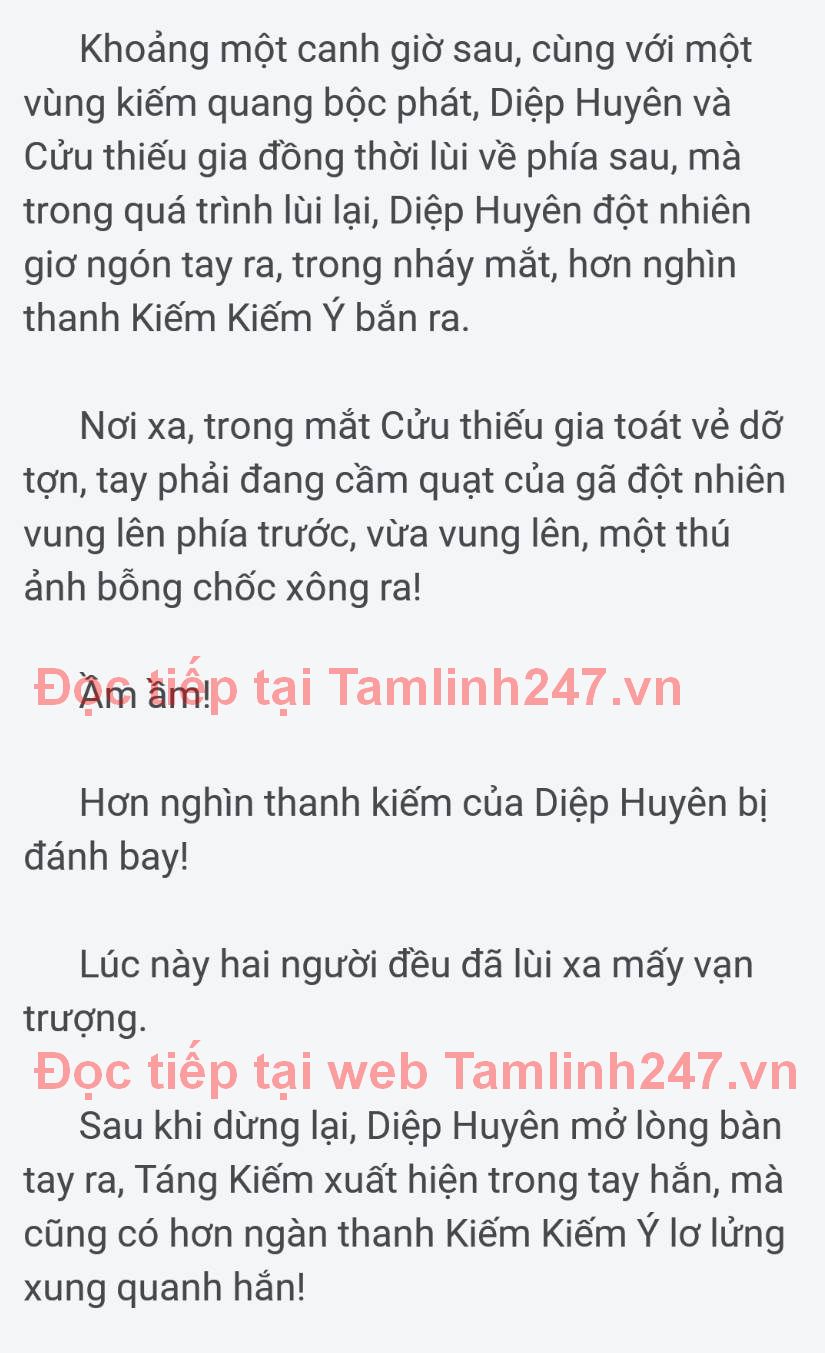 Khoảng một canh giờ sau, cùng với một
vùng kiếm quang bộc phát, Diệp Huyên và
Cửu thiếu gia đồng thời lùi về phía sau, mà
trong quá trình lùi lại, Diệp Huyên đột nhiên
giơ ngón tay ra, trong nháy mắt, hơn nghìn
thanh Kiếm Kiếm Ý bắn ra.
Nơi xa, trong mắt Cửu thiếu gia toát vẻ dỡ
tợn, tay phải đang cầm quạt của gã đột nhiên
vung lên phía trước, vừa vung lên, một thú
ảnh bỗng chốc xông ra!
Đọc tiếp tại Tamlinh247.vn
Ầm ầm!
Hơn nghìn thanh kiếm của Diệp Huyên bị
đánh bay!
Lúc này hai người đều đã lùi xa mấy vạn
trượng.
Đọc tiếp tại web Tamlinh247.vn
Sau khi dừng lại, Diệp Huyên mở lòng bàn
tay ra, Táng Kiếm xuất hiện trong tay hắn, mà
cũng có hơn ngàn thanh Kiếm Kiếm Ý lơ lửng
xung quanh hắn!